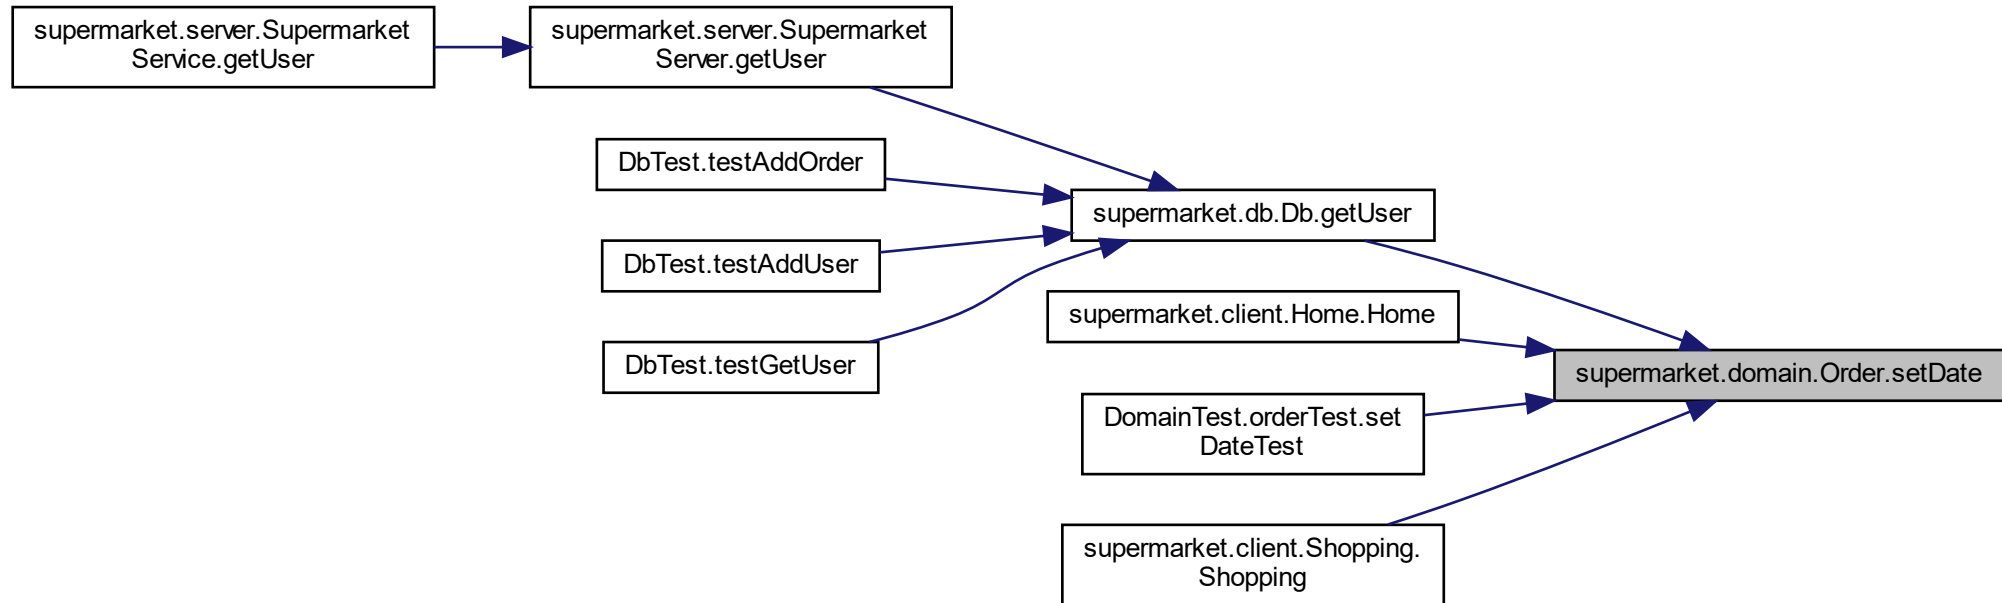 supermarket.server.Supermarket
Service.getUser
supermarket.server.Supermarket
Server.getUser
DbTest.testAddOrder
supermarket.db.Db.getUser
DbTest.testAddUser
supermarket.client.Home.Home
DbTest.testGetUser
supermarket.domain.Order.setDate
DomainTest.orderTest.set
DateTest
supermarket.client.Shopping.
Shopping